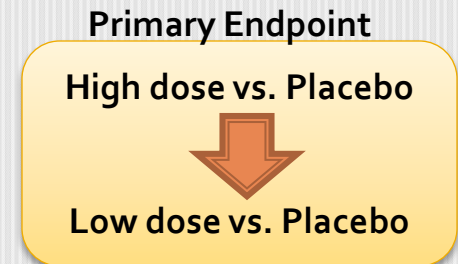 Primary Endpoint
High dose vs. Placebo
Low dose vs. Placebo